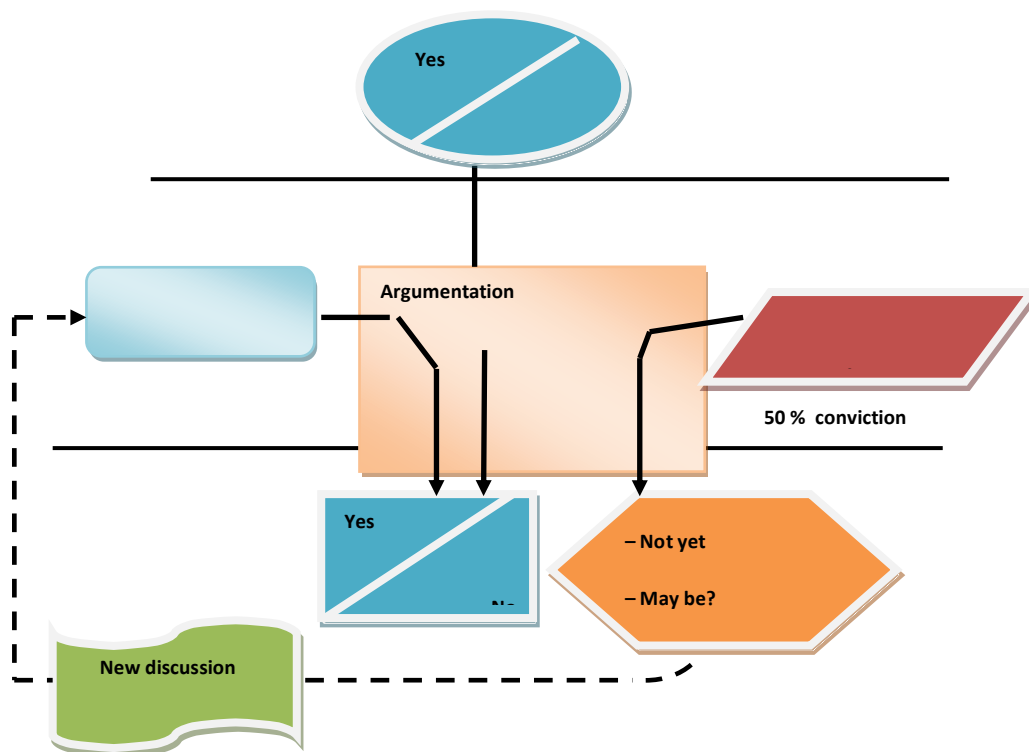 Yes
Argumentation
50 % conviction
Yes
– Not yet
– May be?
New discussion